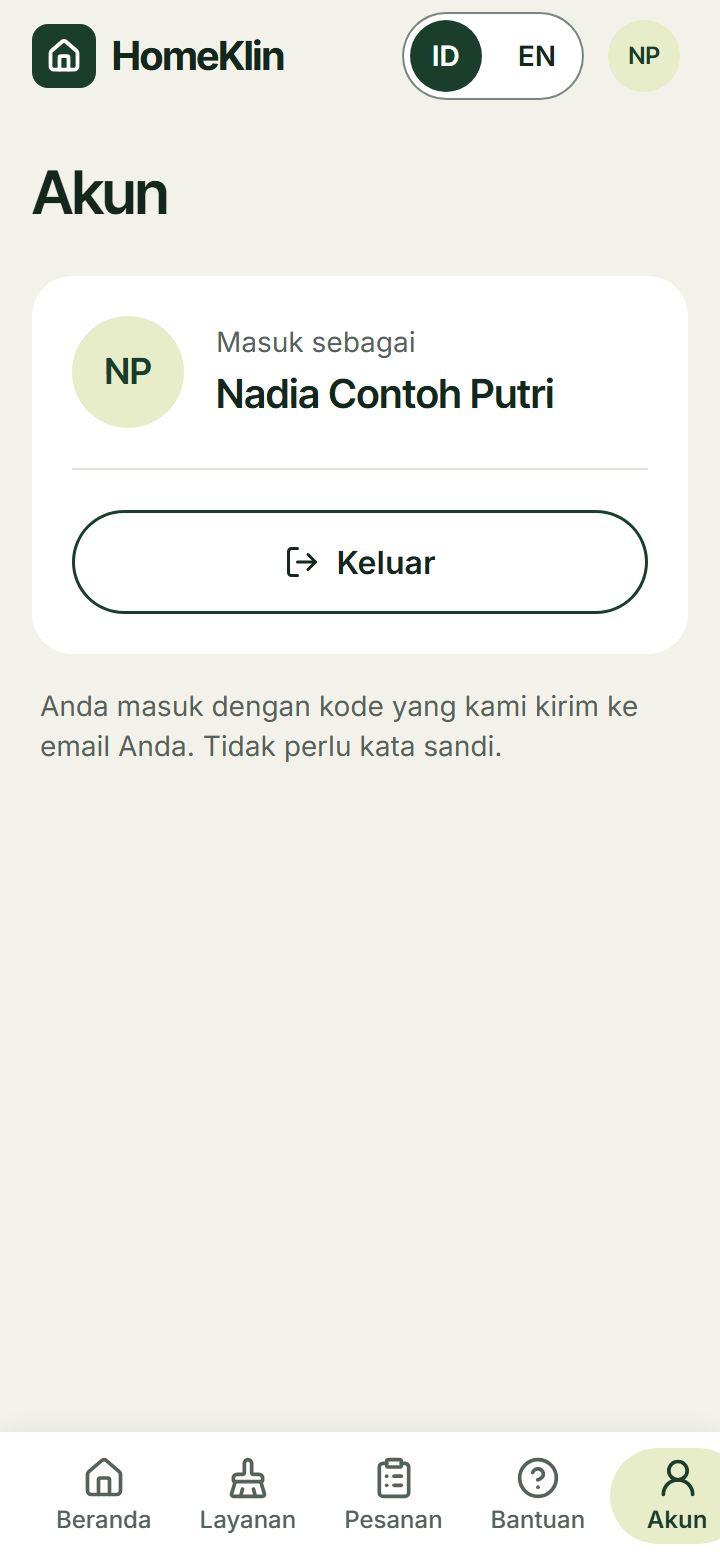 HomeKlin
ID EN
NP
Akun
NP
Masuk sebagai
Nadia Contoh Putri
Keluar
Anda masuk dengan kode yang kami kirim ke
email Anda. Tidak perlu kata sandi.
Beranda
Layanan
Pesanan
Bantuan
Akun